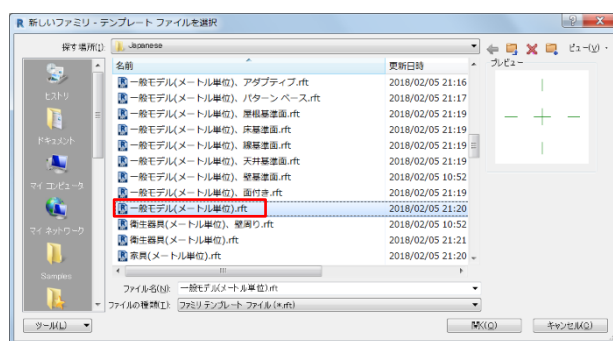 新しいファミリ - テンプレート ファイルを選択
探す場所(I): Japanese ビュー(V)
名前 更新日時 プレビュー
一般モデル(メートル単位)、アダプティブ.rft 2018/02/05 21:16
一般モデル(メートル単位)、パターン ベース.rft 2018/02/05 21:17
一般モデル(メートル単位)、屋根基準面.rft 2018/02/05 21:19
一般モデル(メートル単位)、床基準面.rft 2018/02/05 21:19
一般モデル(メートル単位)、線基準面.rft 2018/02/05 21:19
一般モデル(メートル単位)、天井基準面.rft 2018/02/05 21:19
一般モデル(メートル単位)、壁基準面.rft 2018/02/05 10:52
一般モデル(メートル単位)、面付き.rft 2018/02/05 21:19
一般モデル(メートル単位).rft 2018/02/05 21:20
衛生器具(メートル単位)、壁周り.rft 2018/02/05 10:52
衛生器具(メートル単位).rft 2018/02/05 21:21
家具(メートル単位).rft 2018/02/05 21:20
ヒストリ
ドキュメント
マイ コンピュータ
マイ ネットワーク
Samples
ファイル名(N): 一般モデル(メートル単位).rft
ファイルの種類(T): ファミリ テンプレート ファイル (*.rft)
ツール(L) 開く(O) キャンセル(C)